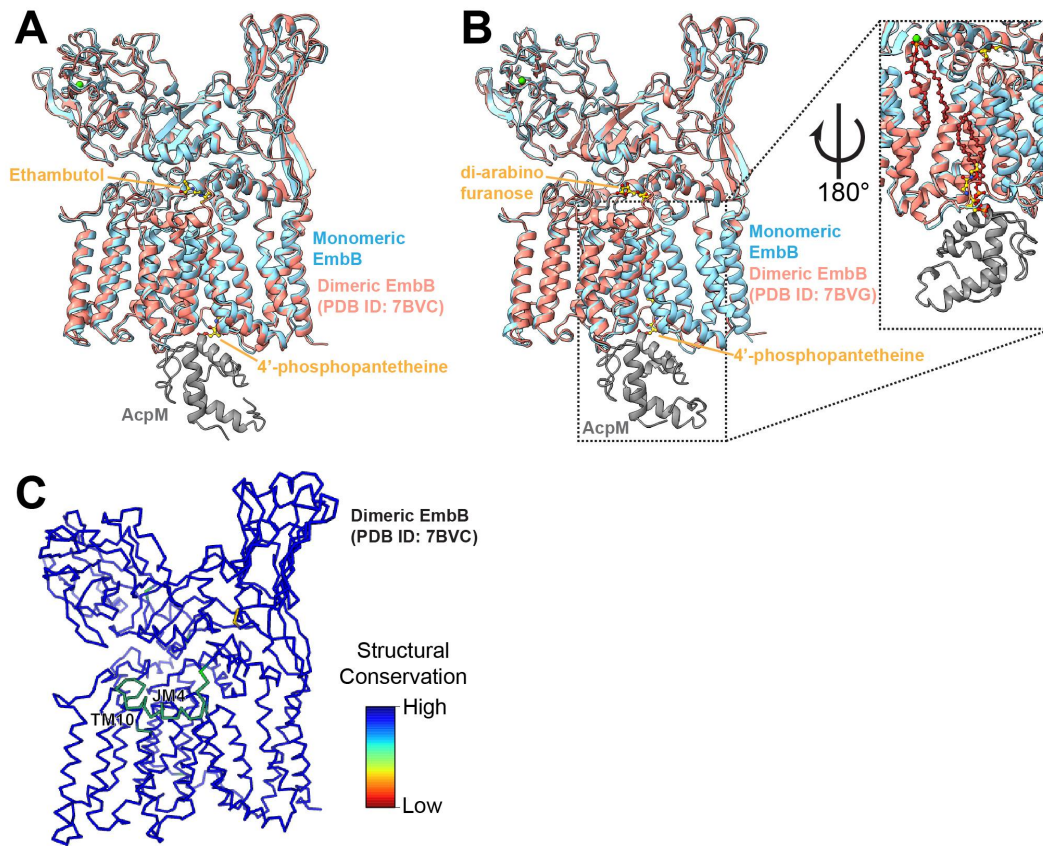 A
Ethambutol
Monomeric
EmbB
Dimeric EmbB
(PDB ID: 7BVC)
4’-phosphopantetheine
AcpM
B
di-arabino
furanose
Monomeric
EmbB
Dimeric EmbB
(PDB ID: 7BVG)
4’-phosphopantetheine
AcpM
180°
C
Dimeric EmbB
(PDB ID: 7BVC)
JM4
TM10
Structural
Conservation
High
Low